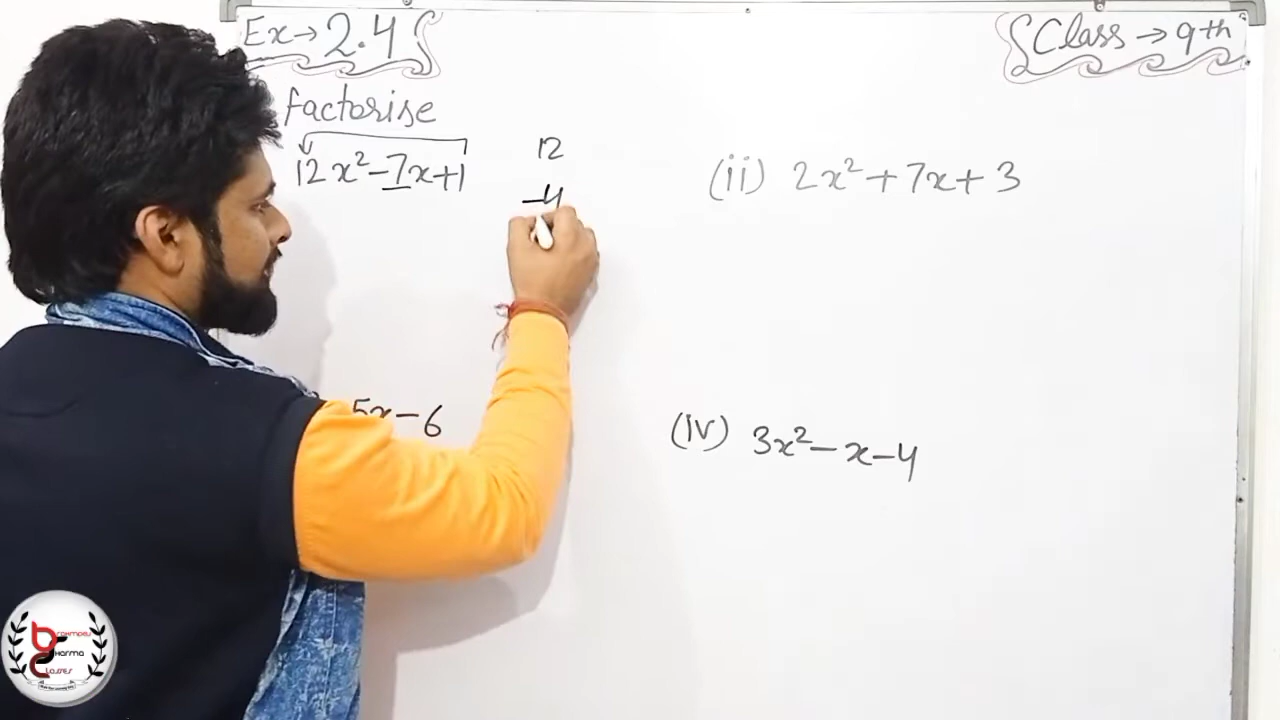 Ex→2.4
Class→9th
Factorise
12x²-7x+1
12
-4
(ii) 2x²+7x+3
5x-6
(iv) 3x²-x-4
Classes